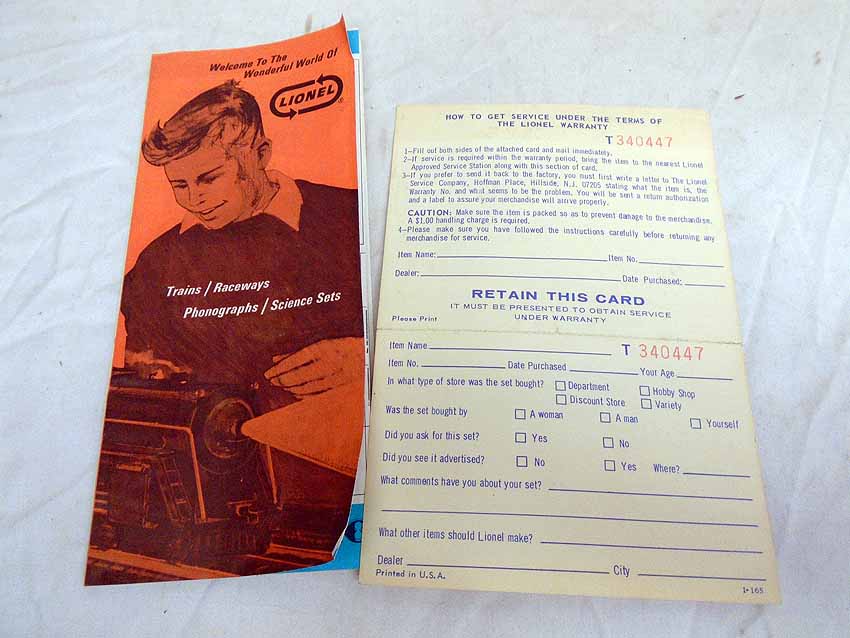 Welcome To The
Wonderful World Of
LIONEL®
Trains / Raceways
Phonographs / Science Sets
HOW TO GET SERVICE UNDER THE TERMS OF
THE LIONEL WARRANTY
T 340447
1–Fill out both sides of the attached card and mail immediately.
2–If service is required within the warranty period, bring the item to the nearest Lionel
Approved Service Station along with this section of card.
3–If you prefer to send it back to the factory, you must first write a letter to The Lionel
Service Company, Hoffman Place, Hillside, N.J. 07205 stating what the item is, the
Warranty No. and what seems to be the problem. You will be sent a return authorization
and a label to assure your merchandise will arrive properly.
CAUTION: Make sure the item is packed so as to prevent damage to the merchandise.
A $1.00 handling charge is required.
4–Please make sure you have followed the instructions carefully before returning any
merchandise for service.
Item Name: Item No.
Dealer: Date Purchased:
RETAIN THIS CARD
IT MUST BE PRESENTED TO OBTAIN SERVICE
Please Print UNDER WARRANTY
Item Name T 340447
Item No. Date Purchased Your Age
In what type of store was the set bought? Department Hobby Shop
Discount Store Variety
Was the set bought by A woman A man Yourself
Did you ask for this set? Yes No
Did you see it advertised? No Yes Where?
What comments have you about your set?
What other items should Lionel make?
Dealer City
Printed in U.S.A. 1-165